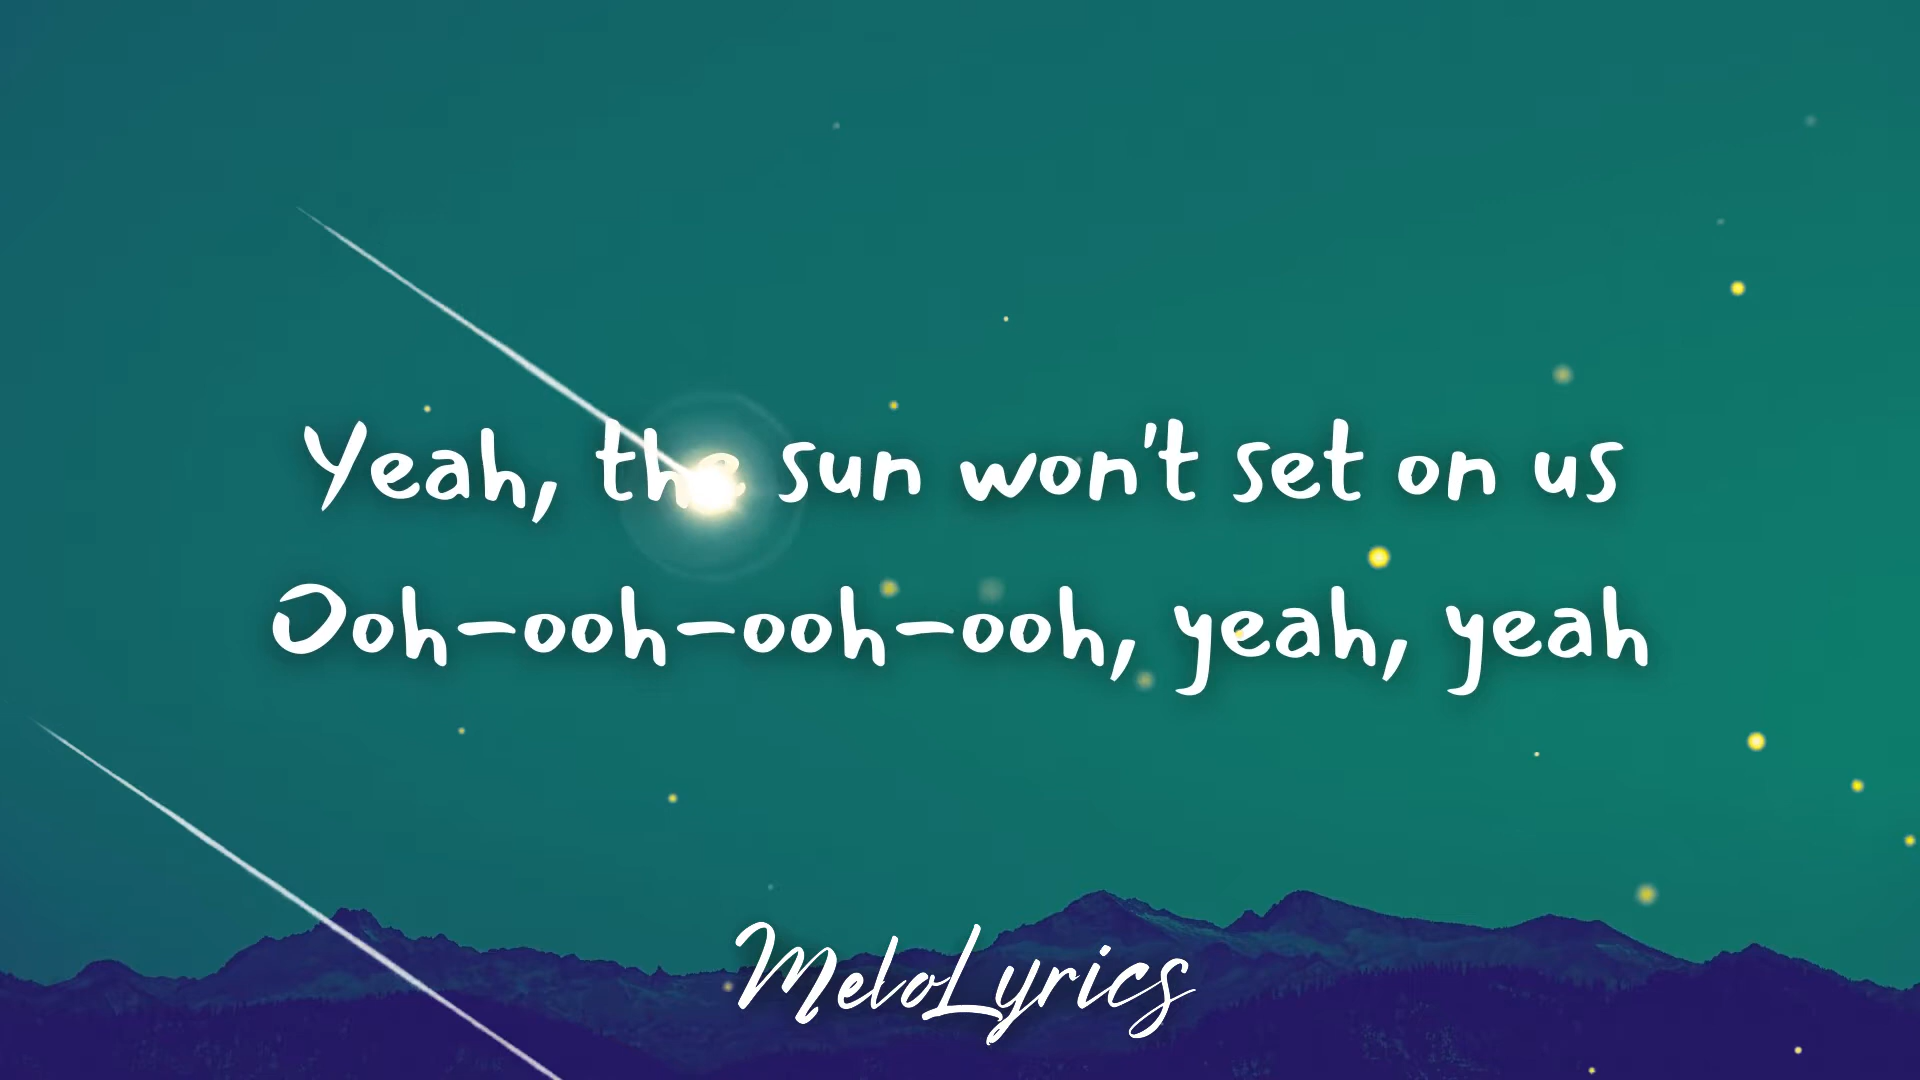 Yeah, the sun won't set on us
Ooh-ooh-ooh-ooh, yeah, yeah
MeloLyrics